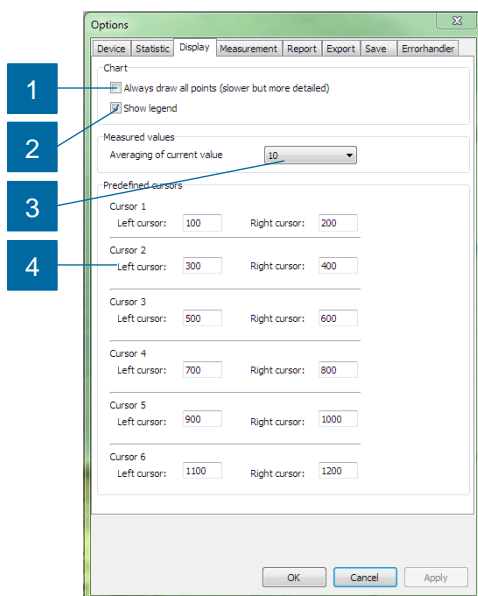 Options
Device Statistic Display Measurement Report Export Save Errorhandler
Chart
1
Always draw all points (slower but more detailed)
Show legend
2
Measured values
Averaging of current value 10
3
Predefined cursors
Cursor 1
Left cursor: 100 Right cursor: 200
Cursor 2
4
Left cursor: 300 Right cursor: 400
Cursor 3
Left cursor: 500 Right cursor: 600
Cursor 4
Left cursor: 700 Right cursor: 800
Cursor 5
Left cursor: 900 Right cursor: 1000
Cursor 6
Left cursor: 1100 Right cursor: 1200
OK Cancel Apply